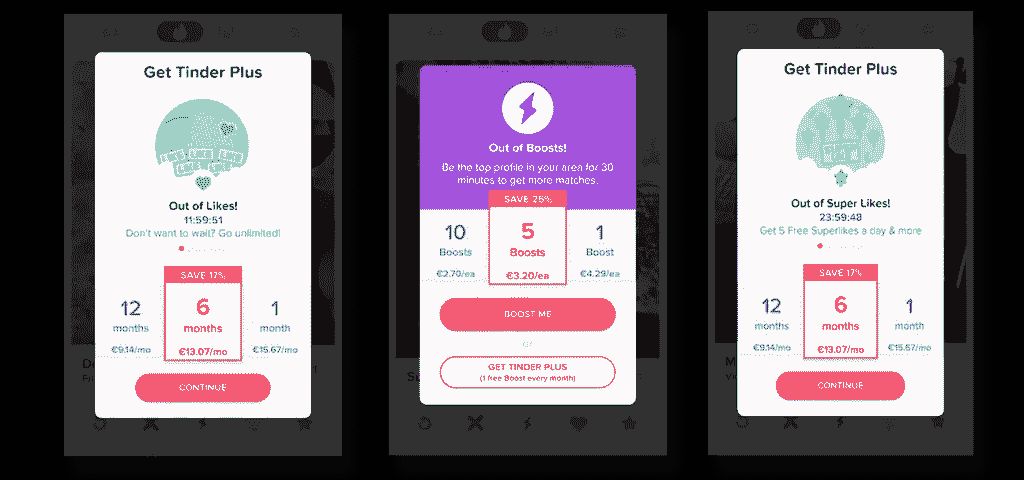 Get Tinder Plus
LIKE LIKE LIKE
LIKE LIKE
Out of Likes!
11:59:51
Don't want to wait? Go unlimited!
SAVE 17%
12
months
€9.14/mo
6
months
€13.07/mo
1
month
€15.67/mo
CONTINUE
Out of Boosts!
Be the top profile in your area for 30
minutes to get more matches.
SAVE 25%
10
Boosts
€2.70/ea
5
Boosts
€3.20/ea
1
Boost
€4.29/ea
BOOST ME
or
GET TINDER PLUS
(1 free Boost every month)
Get Tinder Plus
Out of Super Likes!
23:59:48
Get 5 Free Superlikes a day & more
SAVE 17%
12
months
€9.14/mo
6
months
€13.07/mo
1
month
€15.67/mo
CONTINUE